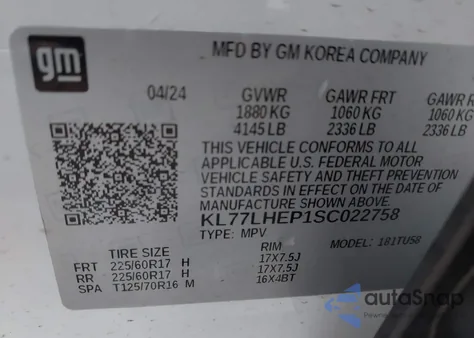 gm
MFD BY GM KOREA COMPANY
04/24 GVWR GAWR FRT GAWR R
1880 KG 1060 KG 1060 KG
4145 LB 2336 LB 2336 LB
THIS VEHICLE CONFORMS TO ALL
APPLICABLE U.S. FEDERAL MOTOR
VEHICLE SAFETY AND THEFT PREVENTION
STANDARDS IN EFFECT ON THE DATE OF
MANUFACTURE SHOWN ABOVE.
KL77LHEP1SC022758
TYPE: MPV MODEL: 181TU58
TIRE SIZE RIM
FRT 225/60R17 H 17X7.5J
RR 225/60R17 H 17X7.5J
SPA T125/70R16 M 16X4BT
autoSnap